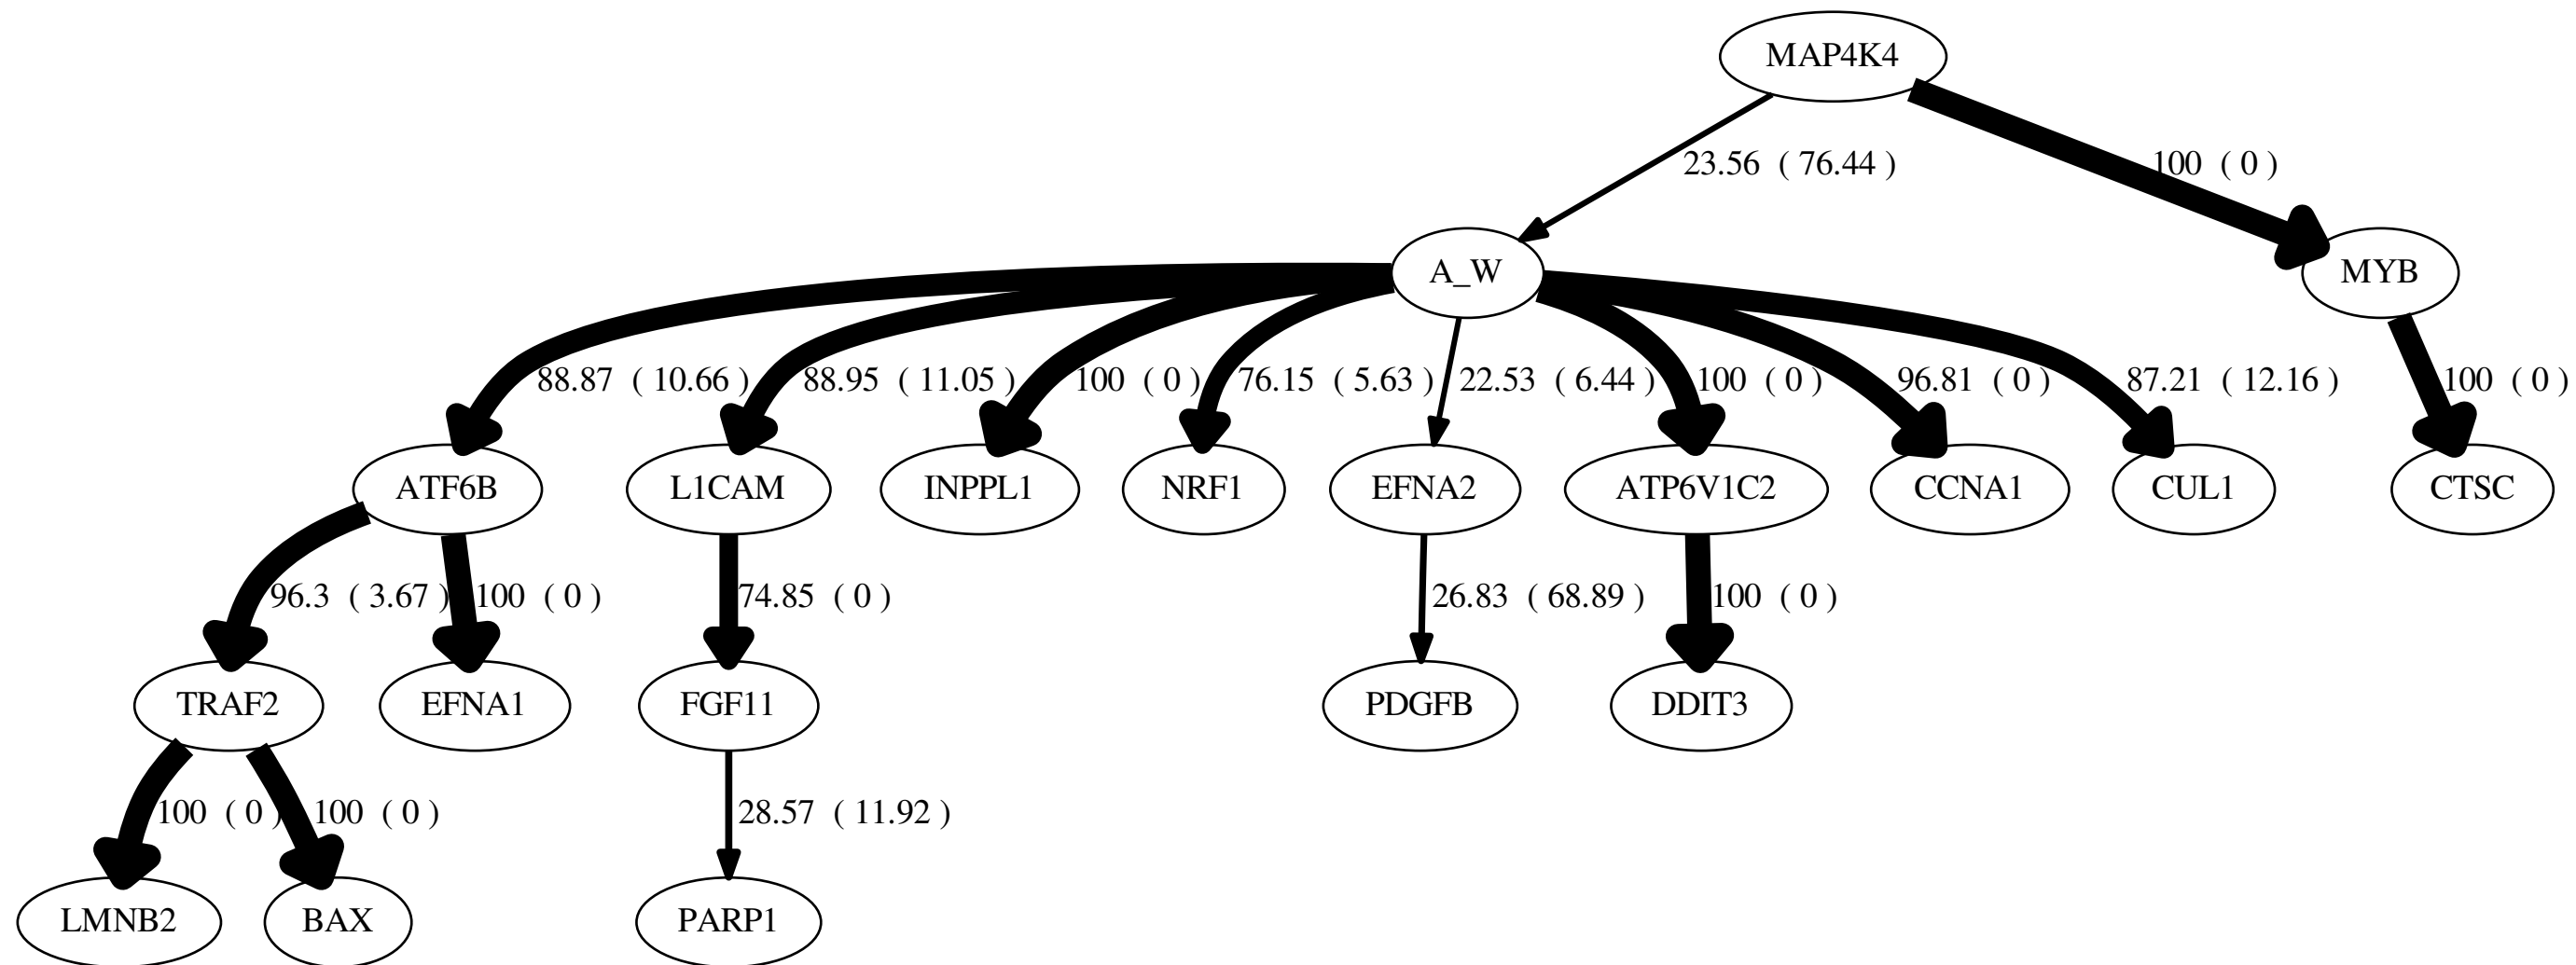 MAP4K4
23.56 ( 76.44 )
100 ( 0 )
A_W
MYB
88.87 ( 10.66 )
88.95 ( 11.05 )
100 ( 0 )
76.15 ( 5.63 )
22.53 ( 6.44 )
100 ( 0 )
96.81 ( 0 )
87.21 ( 12.16 )
100 ( 0 )
ATF6B
L1CAM
INPPL1
NRF1
EFNA2
ATP6V1C2
CCNA1
CUL1
CTSC
96.3 ( 3.67 )
100 ( 0 )
74.85 ( 0 )
26.83 ( 68.89 )
100 ( 0 )
TRAF2
EFNA1
FGF11
PDGFB
DDIT3
100 ( 0 )
100 ( 0 )
28.57 ( 11.92 )
LMNB2
BAX
PARP1